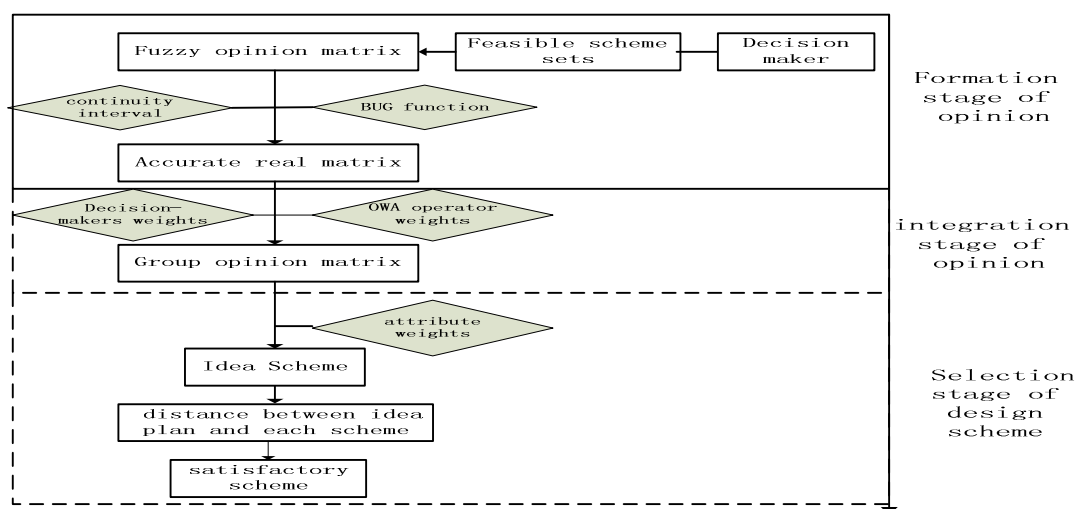 Fuzzy opinion matrix
Feasible scheme
sets
Decision
maker
Formation
stage of
opinion
continuity
interval
BUG function
Accurate real matrix
Decision-
makers weights
OWA operator
weights
integration
stage of
opinion
Group opinion matrix
attribute
weights
Idea Scheme
Selection
stage of
design
scheme
distance between idea
plan and each scheme
satisfactory
scheme